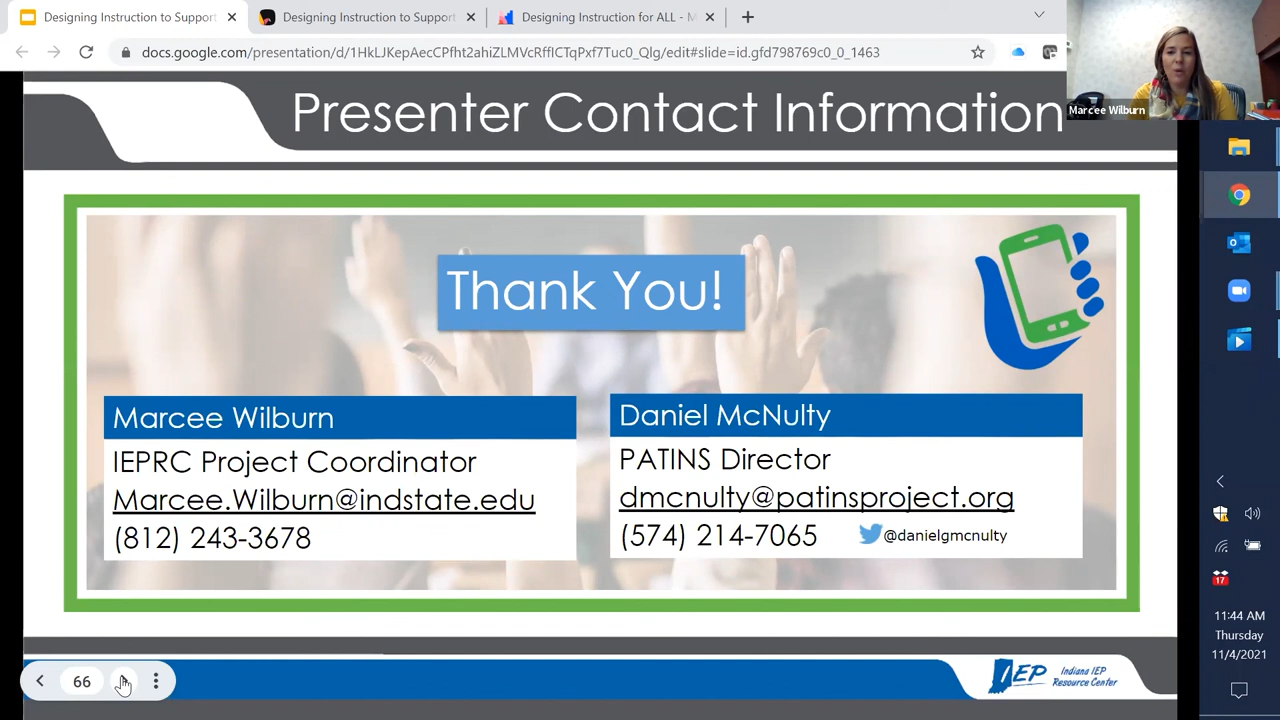 Designing Instruction to Support
Designing Instruction to Support
Designing Instruction for ALL - M
docs.google.com/presentation/d/1HkLJKepAecCPfht2ahiZLMVcRfflCTqPxf7Tuc0_Qlg/edit#slide=id.gfd798769c0_0_1463
Marcee Wilburn
Presenter Contact Information
Thank You!
Marcee Wilburn
IEPRC Project Coordinator
Marcee.Wilburn@indstate.edu
(812) 243-3678
Daniel McNulty
PATINS Director
dmcnulty@patinsproject.org
(574) 214-7065
@danielgmcnulty
66
IEP
Indiana IEP
Resource Center
17
11:44 AM
Thursday
11/4/2021